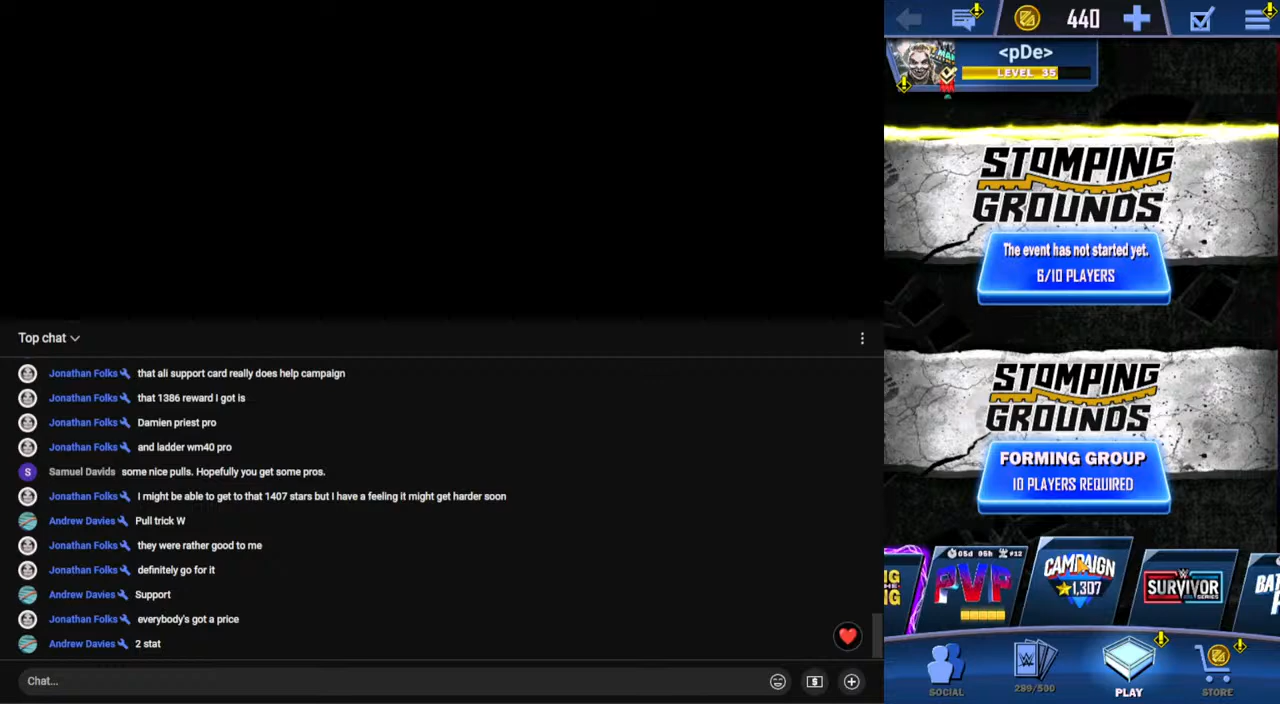 440
<pDe>
LEVEL 35
STOMPING
GROUNDS
The event has not started yet.
6/10 PLAYERS
STOMPING
GROUNDS
FORMING GROUP
10 PLAYERS REQUIRED
05d 05h #12
PVP
CAMPAIGN
1,307
SURVIVOR
SERIES
SOCIAL
289/500
PLAY
STORE
Top chat
Jonathan Folks that ali support card really does help campaign
Jonathan Folks that 1386 reward I got is
Jonathan Folks Damien priest pro
Jonathan Folks and ladder wm40 pro
S Samuel Davids some nice pulls. Hopefully you get some pros.
Jonathan Folks I might be able to get to that 1407 stars but I have a feeling it might get harder soon
Andrew Davies Pull trick W
Jonathan Folks they were rather good to me
Jonathan Folks definitely go for it
Andrew Davies Support
Jonathan Folks everybody's got a price
Andrew Davies 2 stat
Chat...